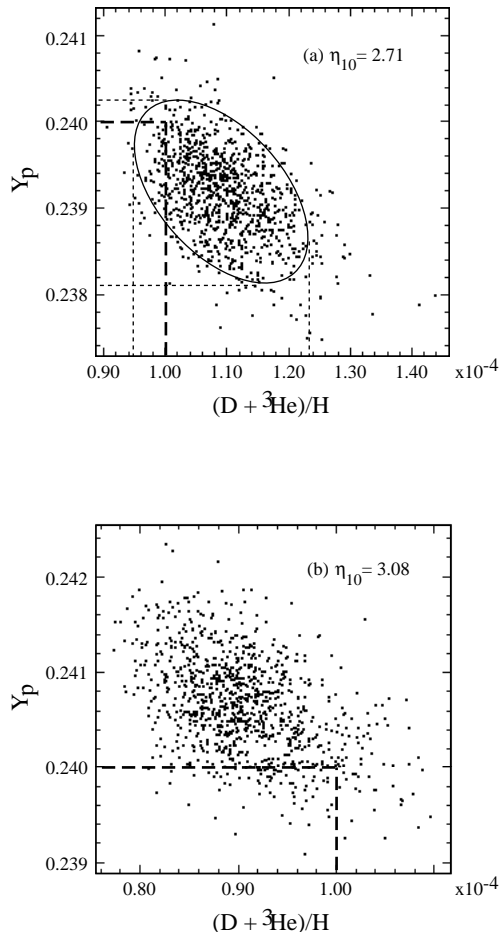 0.241
(a) η10= 2.71
0.240
Yp
0.239
0.238
0.90 1.00 1.10 1.20 1.30 1.40 x10-4
(D + 3He)/H
0.242
(b) η10= 3.08
Yp
0.241
0.240
0.239
0.80 0.90 1.00 x10-4
(D + 3He)/H